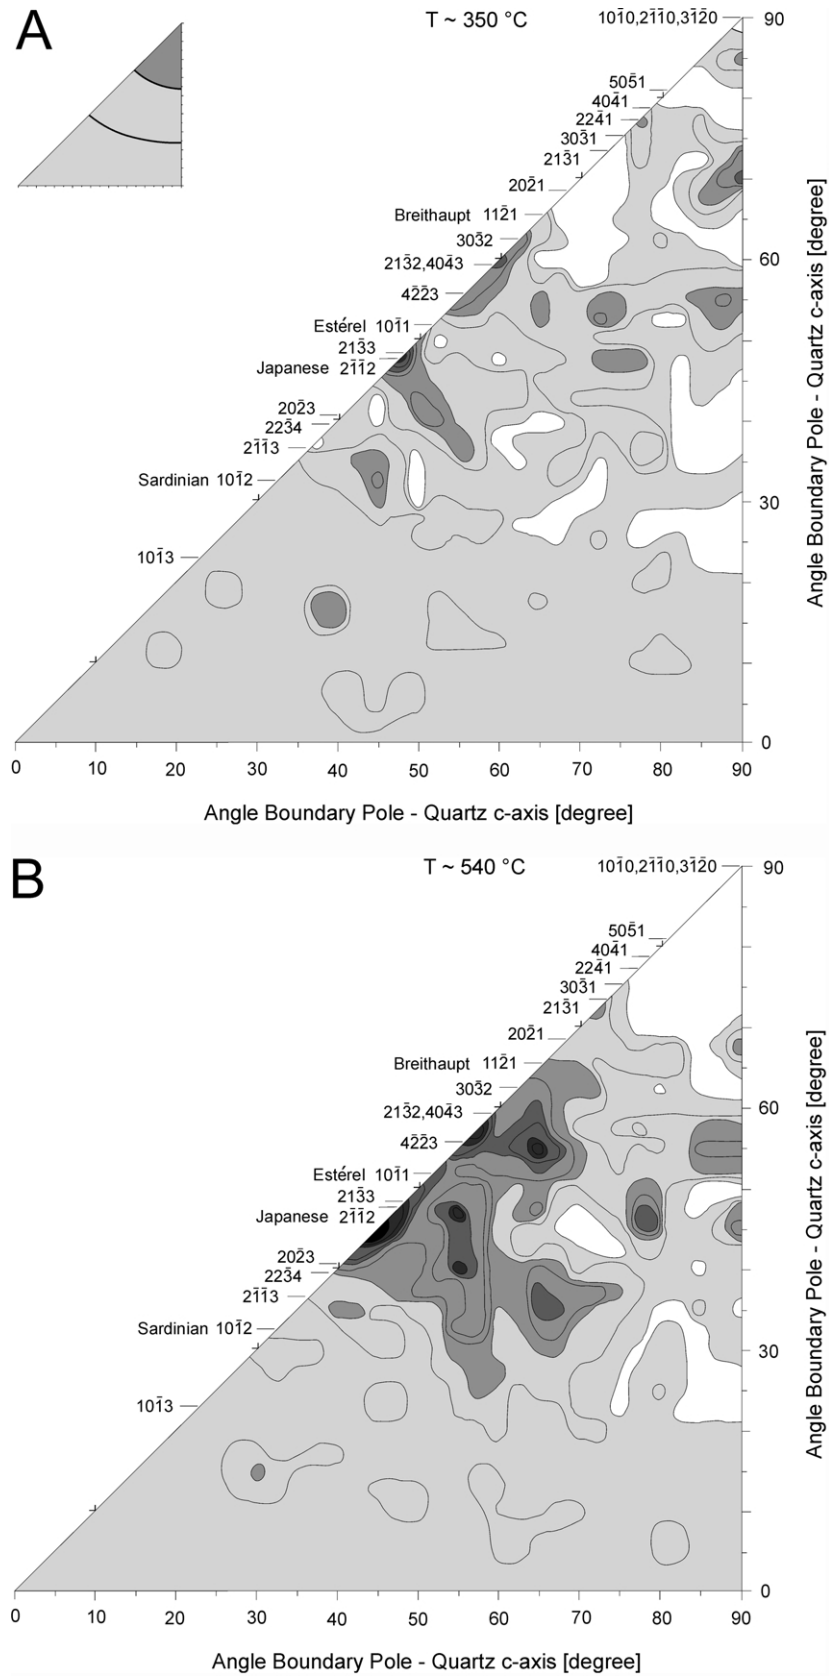 A
T ~ 350 °C
101̄0,21̄1̄0,31̄2̄0
90
505̄1
404̄1
224̄1
303̄1
213̄1
202̄1
Breithaupt 112̄1
303̄2
60
213̄2,404̄3
42̄2̄3
Estérel 101̄1
213̄3
Japanese 21̄1̄2
202̄3
223̄4
21̄1̄3
Sardinian 101̄2
30
101̄3
0
0 10 20 30 40 50 60 70 80 90
Angle Boundary Pole - Quartz c-axis [degree]
Angle Boundary Pole - Quartz c-axis [degree]
B
T ~ 540 °C
101̄0,21̄1̄0,31̄2̄0
90
505̄1
404̄1
224̄1
303̄1
213̄1
202̄1
Breithaupt 112̄1
303̄2
60
213̄2,404̄3
42̄2̄3
Estérel 101̄1
213̄3
Japanese 21̄1̄2
202̄3
223̄4
21̄1̄3
Sardinian 101̄2
30
101̄3
0
0 10 20 30 40 50 60 70 80 90
Angle Boundary Pole - Quartz c-axis [degree]
Angle Boundary Pole - Quartz c-axis [degree]